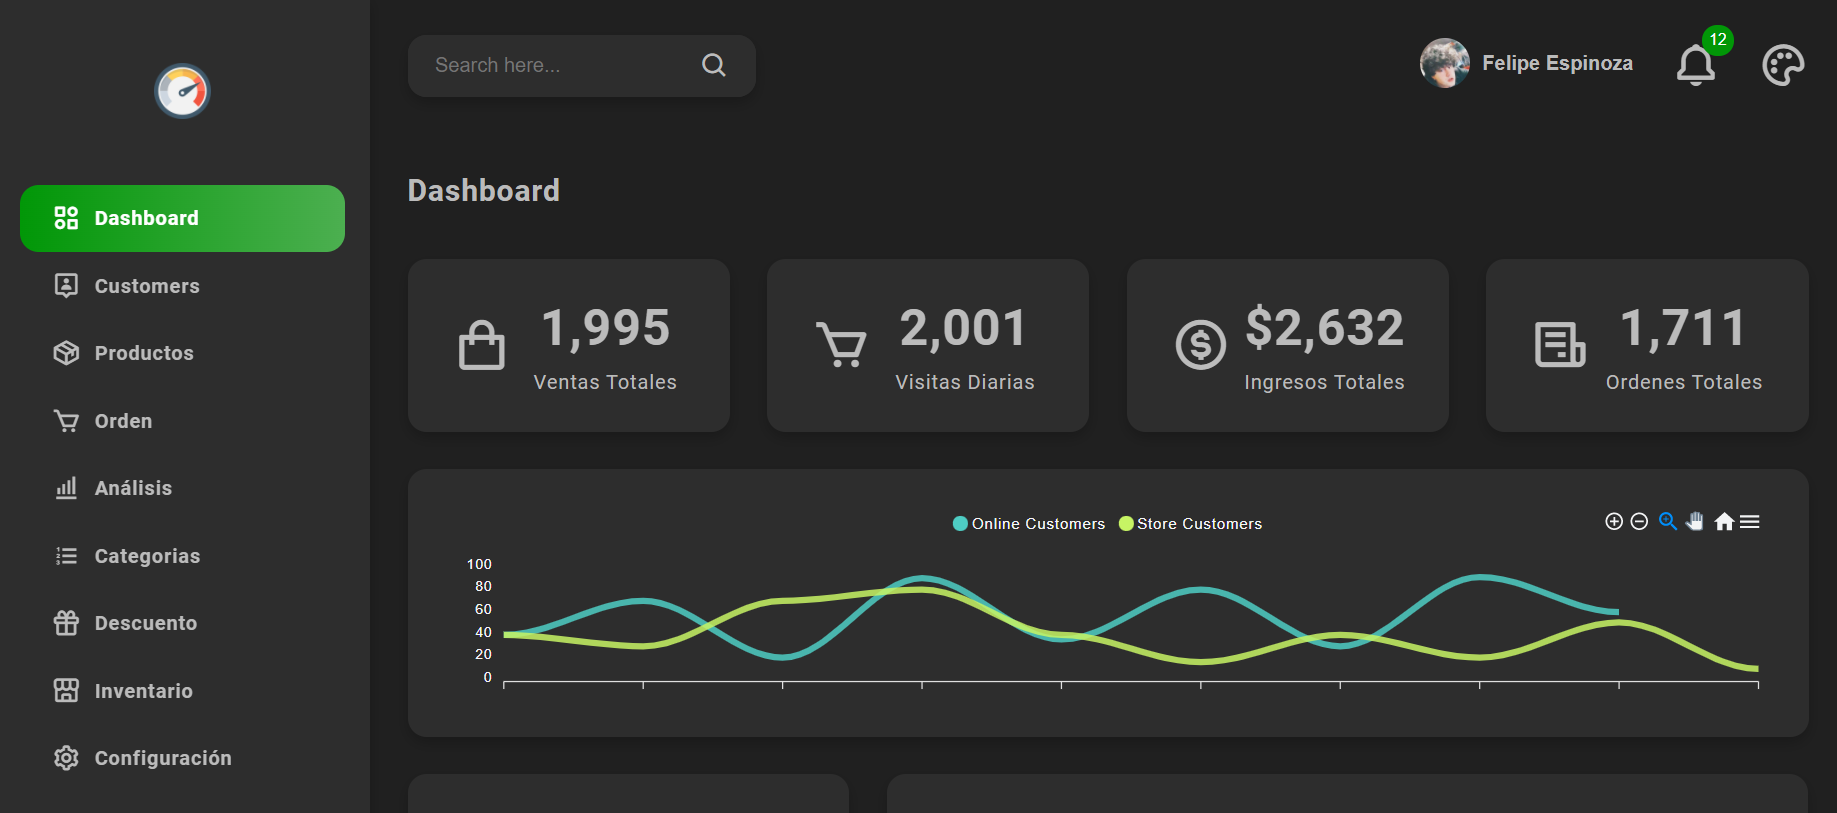 Search here...
Felipe Espinoza
12
Dashboard
Customers
Productos
Orden
Análisis
Categorias
Descuento
Inventario
Configuración
Dashboard
1,995
Ventas Totales
2,001
Visitas Diarias
$2,632
Ingresos Totales
1,711
Ordenes Totales
Online Customers
Store Customers
100
80
60
40
20
0